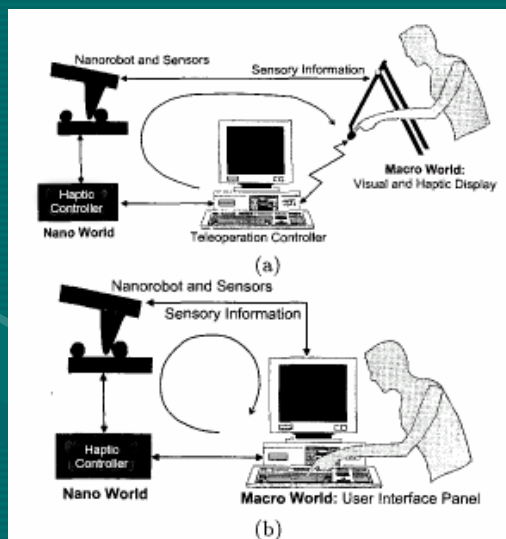 Nanorobot and Sensors
Sensory Information
Haptic
Controller
Nano World
Teleoperation Controller
Macro World:
Visual and Haptic Display
(a)
Nanorobot and Sensors
Sensory Information
Haptic
Controller
Nano World
Macro World: User Interface Panel
(b)